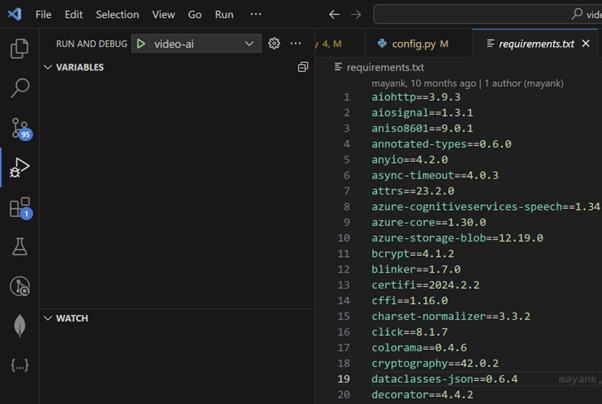 File Edit Selection View Go Run ··· vide
RUN AND DEBUG video-ai ···
4, M config.py M requirements.txt
VARIABLES
requirements.txt
mayank, 10 months ago | 1 author (mayank)
1 aiohttp==3.9.3
2 aiosignal==1.3.1
3 aniso8601==9.0.1
4 annotated-types==0.6.0
5 anyio==4.2.0
6 async-timeout==4.0.3
7 attrs==23.2.0
8 azure-cognitiveservices-speech==1.34
9 azure-core==1.30.0
10 azure-storage-blob==12.19.0
11 bcrypt==4.1.2
12 blinker==1.7.0
13 certifi==2024.2.2
14 cffi==1.16.0
15 charset-normalizer==3.3.2
16 click==8.1.7
17 colorama==0.4.6
18 cryptography==42.0.2
19 dataclasses-json==0.6.4 mayank,
20 decorator==4.4.2
95
1
WATCH
{...}